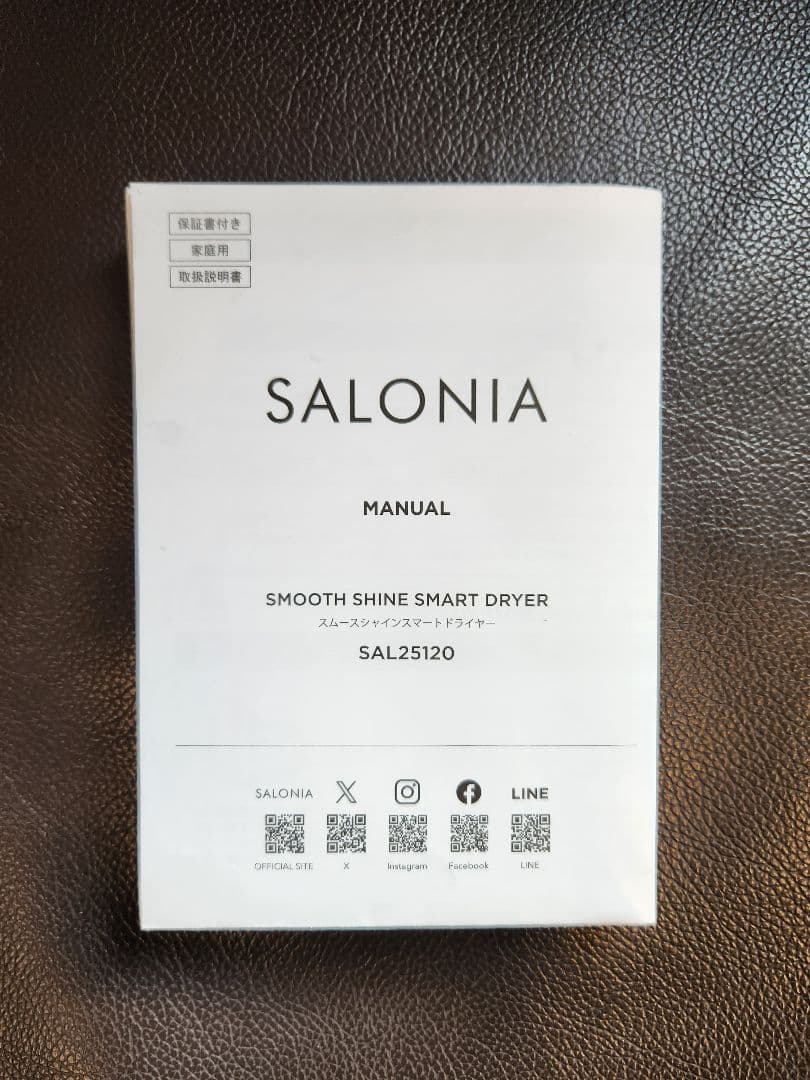 保証書付き
家庭用
取扱説明書
SALONIA
MANUAL
SMOOTH SHINE SMART DRYER
スムースシャインスマートドライヤー
SAL25120
SALONIA LINE
OFFICIAL SITE X Instagram Facebook LINE